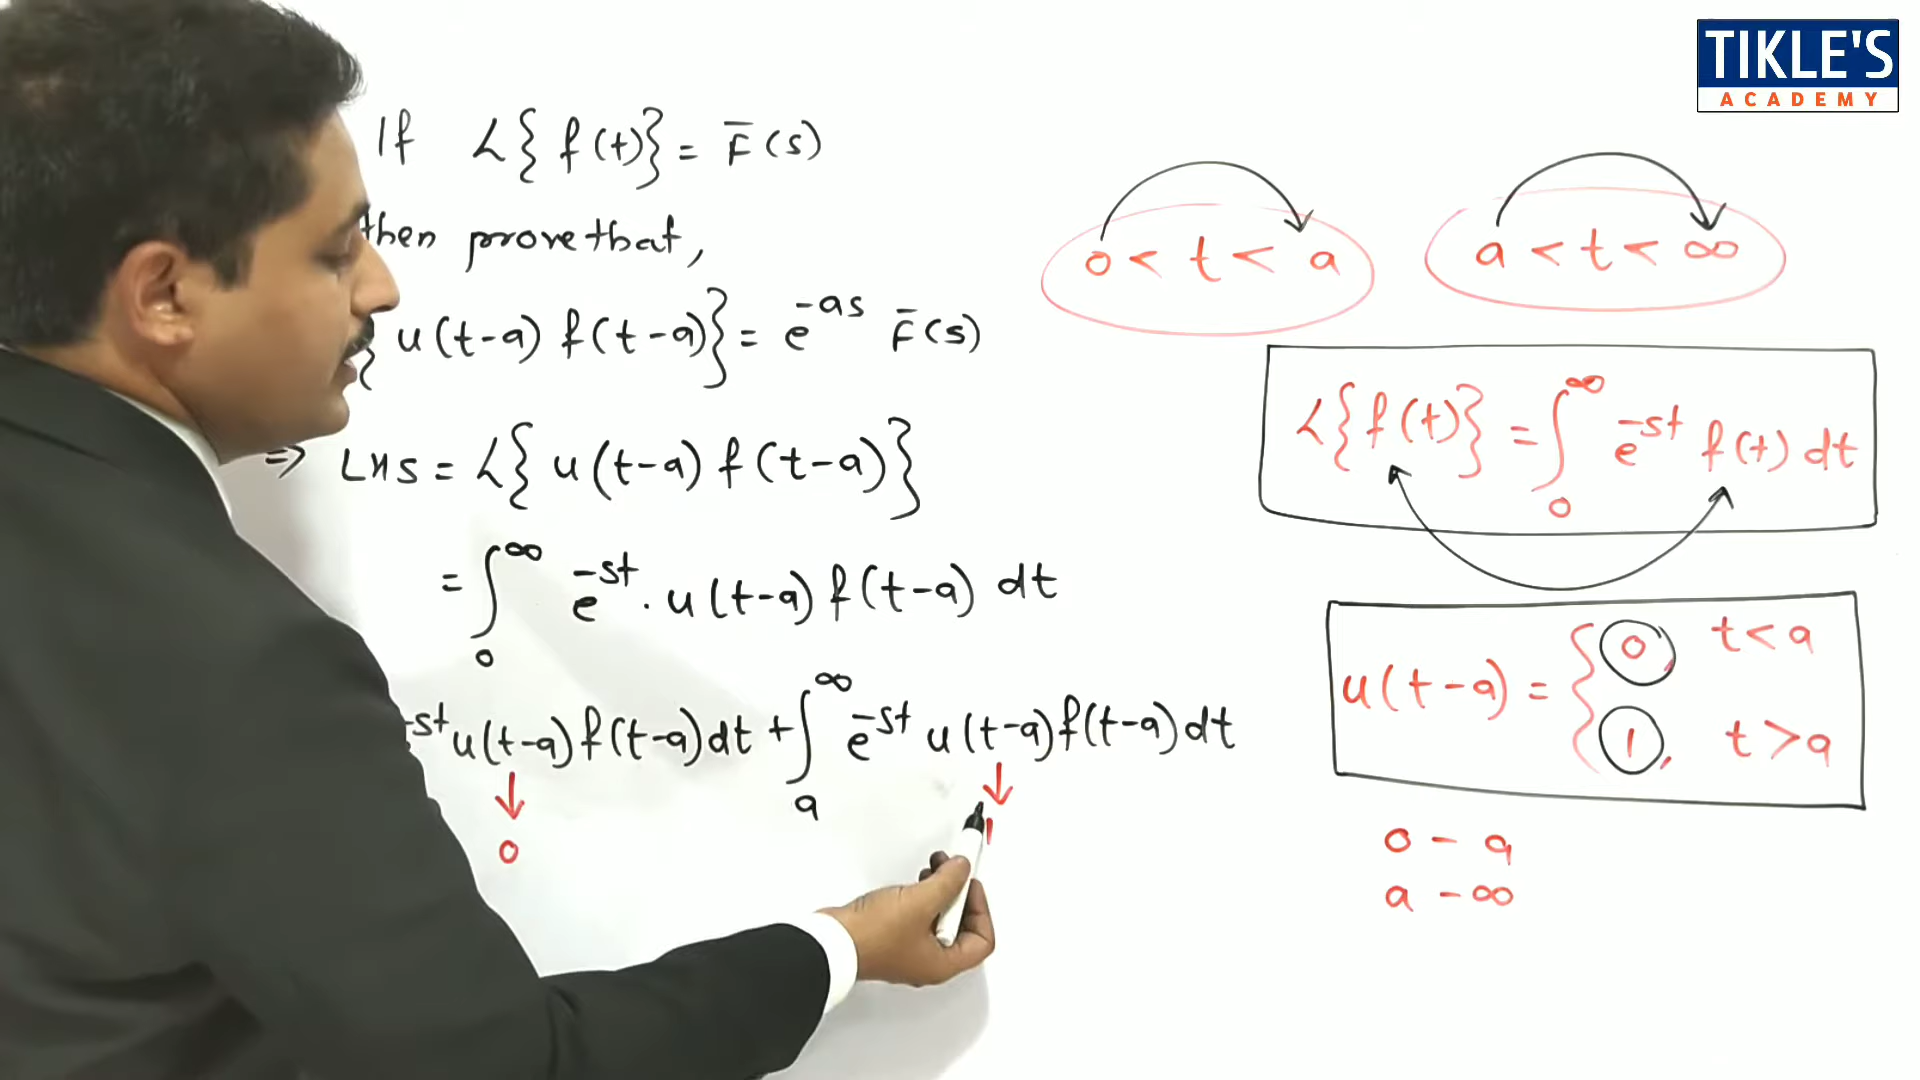 TIKLE'S
ACADEMY
If L{f(t)} = F̄(s)
then prove that,
{u(t-a) f(t-a)} = e^-as F̄(s)
⇒ LHS = L{u(t-a) f(t-a)}
= ∫₀^∞ e^-st . u(t-a) f(t-a) dt
-st u(t-a) f(t-a) dt + ∫ₐ^∞ e^-st u(t-a) f(t-a) dt
↓ ↓
0 1
0 < t < a a < t < ∞
L{f(t)} = ∫₀^∞ e^-st f(t) dt
u(t-a) = { 0, t < a
1, t > a
0 - a
a - ∞